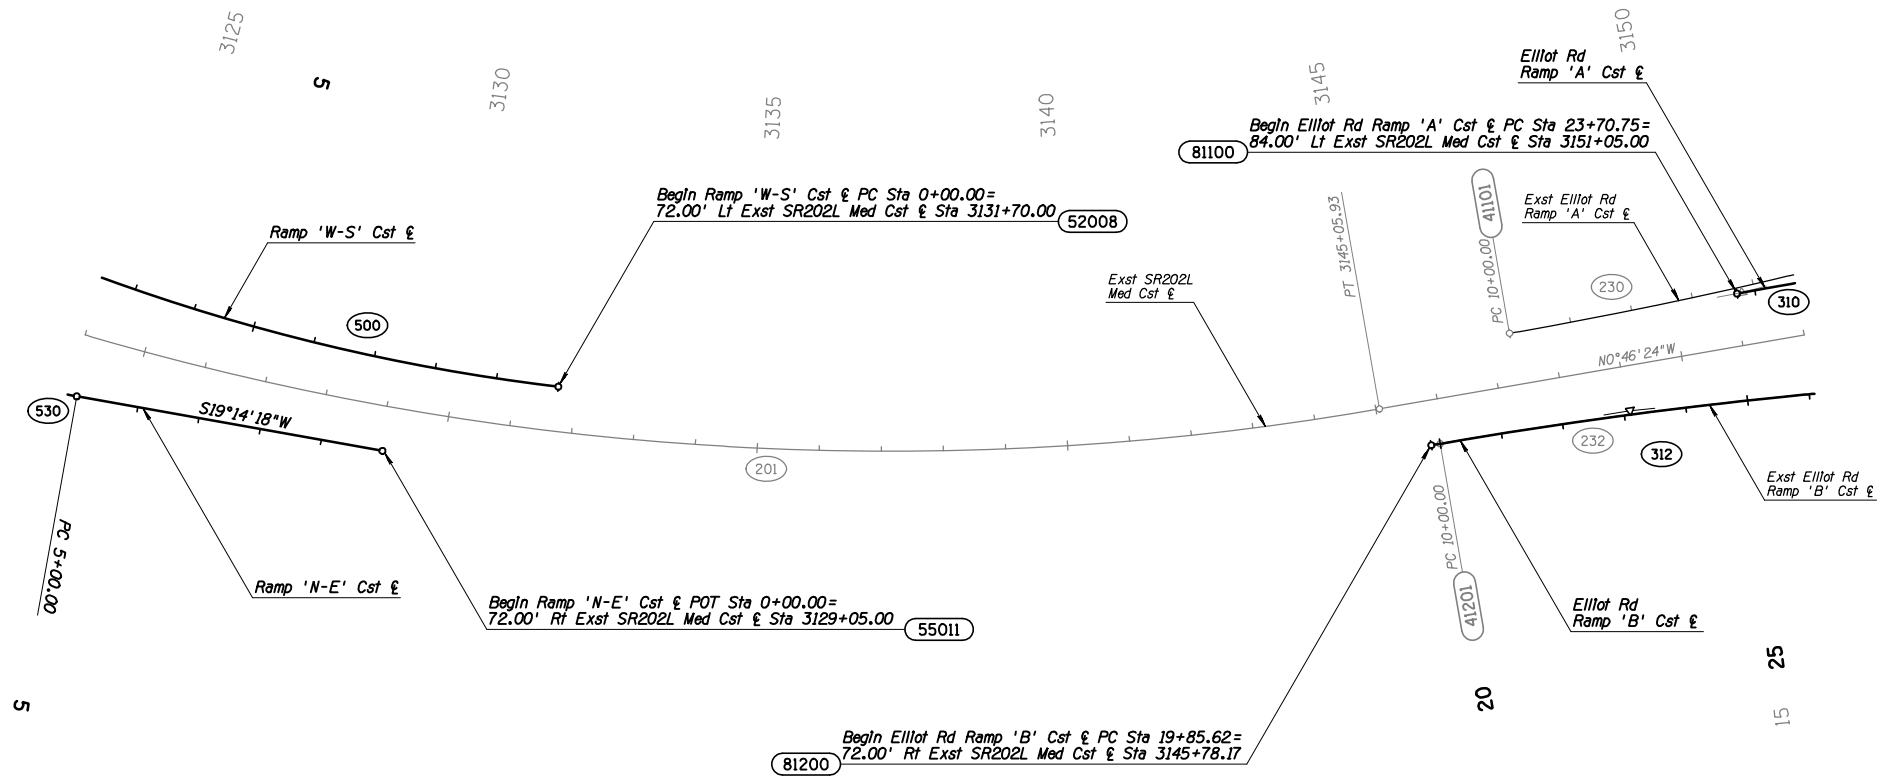 3125
3130
3135
3140
3145
3150
5
Elliot Rd
Ramp 'A' Cst ℄
Begin Elliot Rd Ramp 'A' Cst ℄ PC Sta 23+70.75=
84.00' Lt Exst SR202L Med Cst ℄ Sta 3151+05.00
81100
41101
PC 10+00.00
Exst Elliot Rd
Ramp 'A' Cst ℄
Begin Ramp 'W-S' Cst ℄ PC Sta 0+00.00=
72.00' Lt Exst SR202L Med Cst ℄ Sta 3131+70.00
52008
Ramp 'W-S' Cst ℄
PT 3145+05.93
Exst SR202L
Med Cst ℄
230
310
500
N0°46'24"W
530
S19°14'18"W
201
232
312
Exst Elliot Rd
Ramp 'B' Cst ℄
PC 5+00.00
PC 10+00.00
41201
Ramp 'N-E' Cst ℄
Begin Ramp 'N-E' Cst ℄ POT Sta 0+00.00=
72.00' Rt Exst SR202L Med Cst ℄ Sta 3129+05.00
55011
Elliot Rd
Ramp 'B' Cst ℄
25
20
15
5
Begin Elliot Rd Ramp 'B' Cst ℄ PC Sta 19+85.62=
72.00' Rt Exst SR202L Med Cst ℄ Sta 3145+78.17
81200